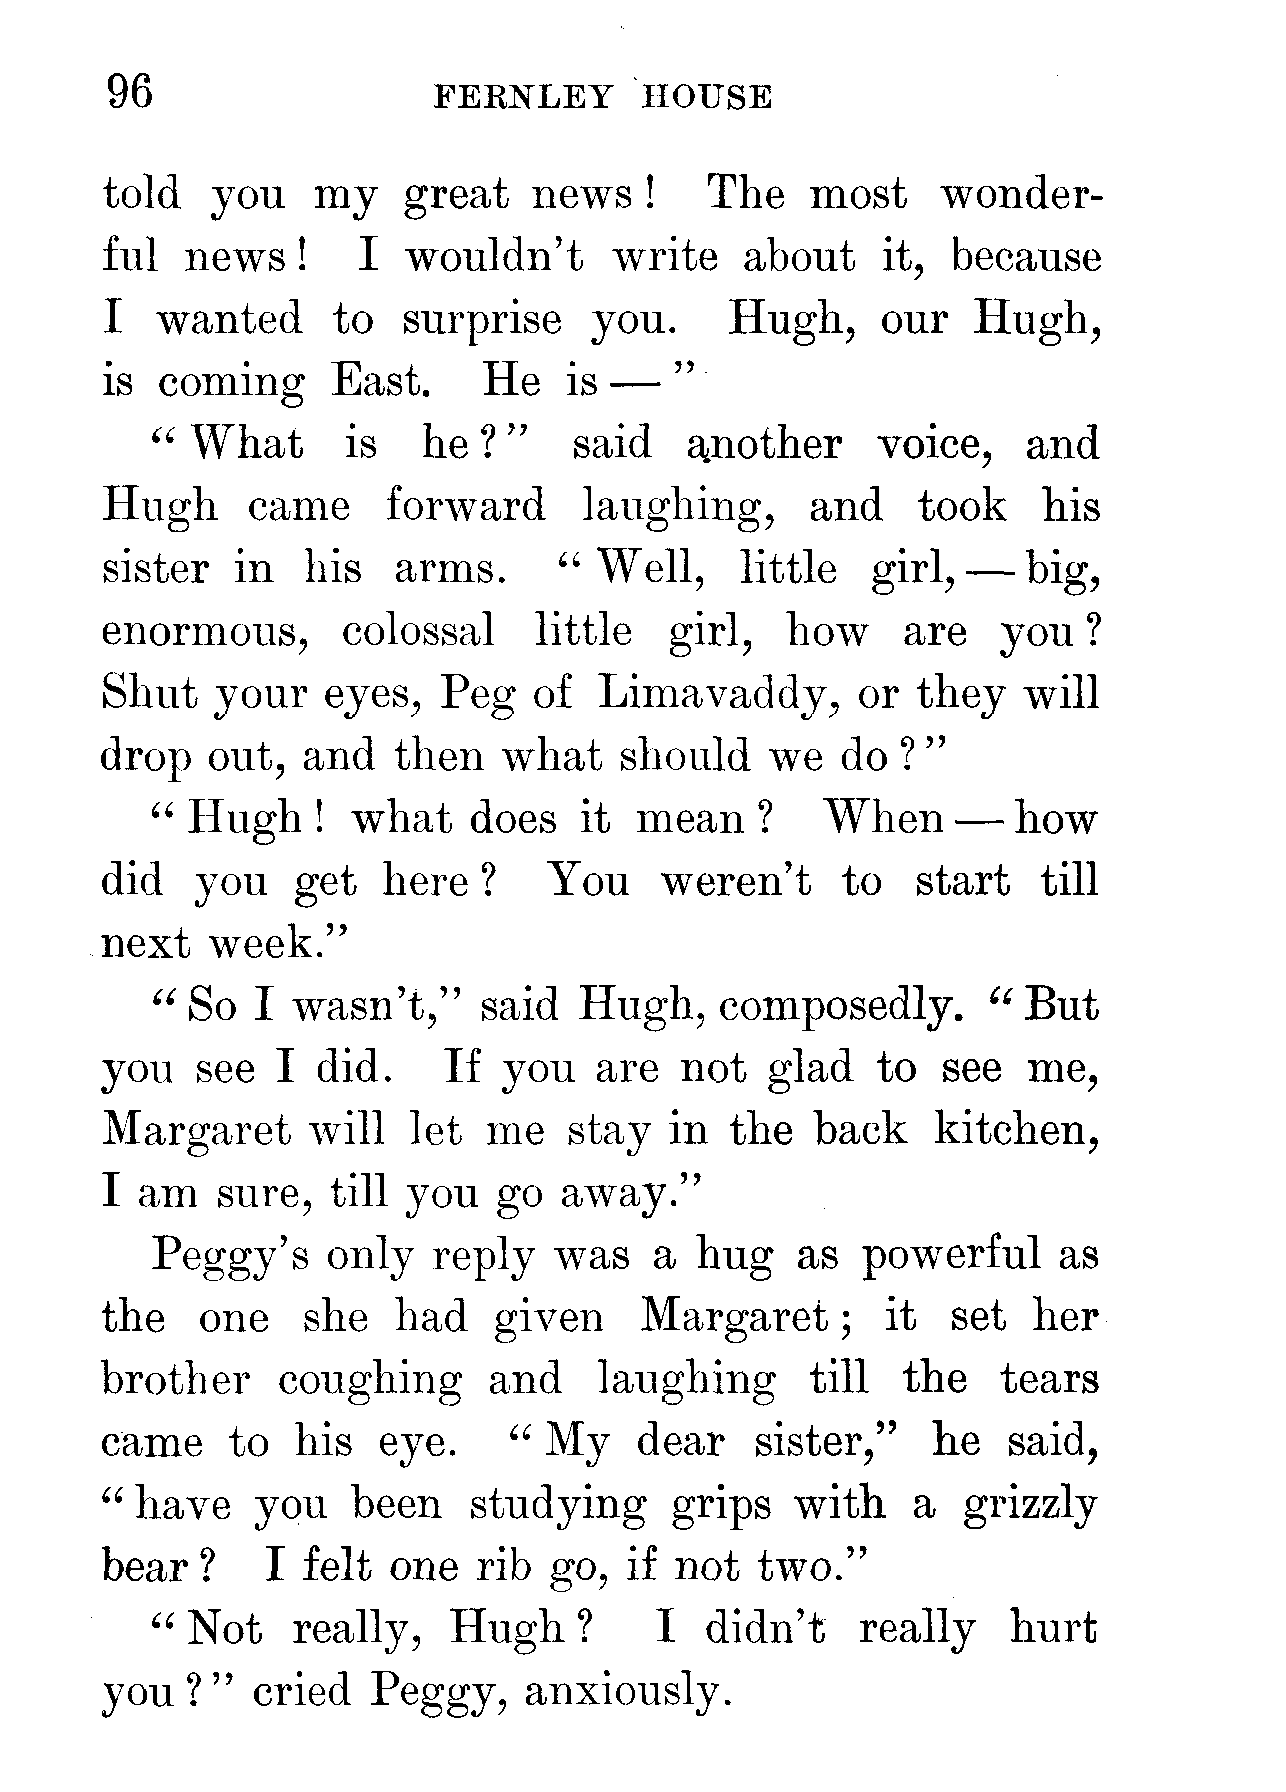 96 FERNLEY HOUSE
told you my great news! The most wonder-
ful news! I wouldn't write about it, because
I wanted to surprise you. Hugh, our Hugh,
is coming East. He is — "
“ What is he ? ” said another voice, and
Hugh came forward laughing, and took his
sister in his arms. “ Well, little girl, — big,
enormous, colossal little girl, how are you ?
Shut your eyes, Peg of Limavaddy, or they will
drop out, and then what should we do ? ”
“ Hugh ! what does it mean ? When — how
did you get here ? You weren't to start till
next week.”
“ So I wasn't,” said Hugh, composedly. “ But
you see I did. If you are not glad to see me,
Margaret will let me stay in the back kitchen,
I am sure, till you go away.”
Peggy's only reply was a hug as powerful as
the one she had given Margaret ; it set her
brother coughing and laughing till the tears
came to his eye. “ My dear sister,” he said,
“ have you been studying grips with a grizzly
bear ? I felt one rib go, if not two.”
“ Not really, Hugh ? I didn't really hurt
you ? ” cried Peggy, anxiously.